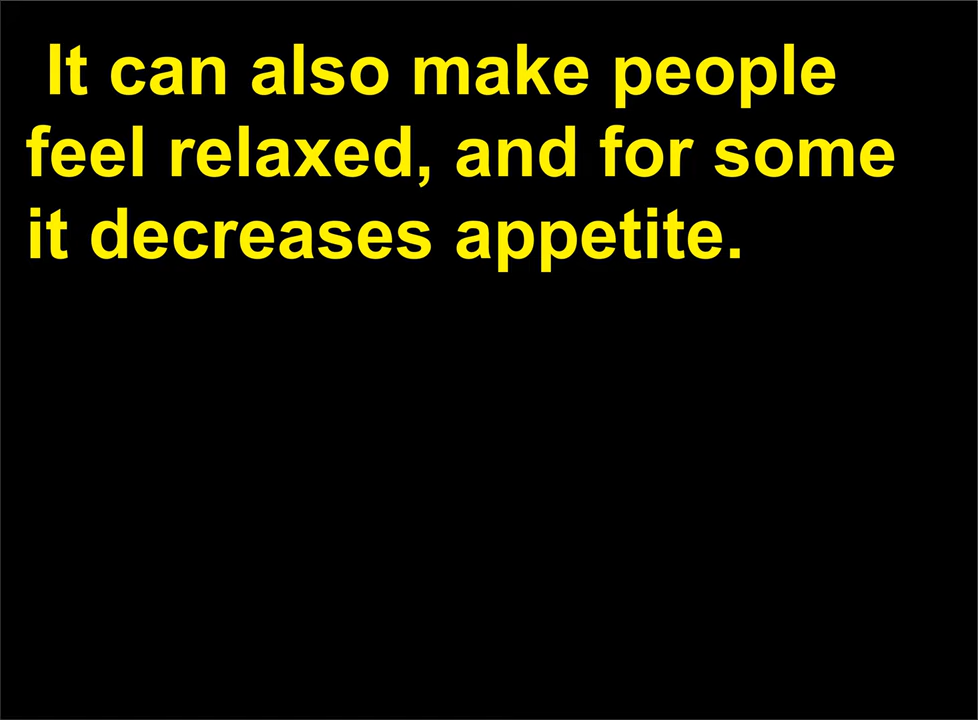 It can also make people
feel relaxed, and for some
it decreases appetite.